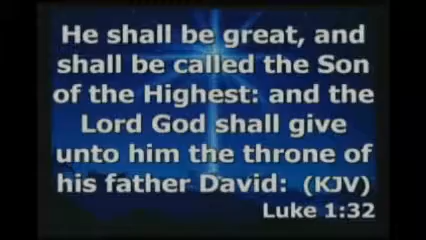 He shall be great, and
shall be called the Son
of the Highest: and the
Lord God shall give
unto him the throne of
his father David: (KJV)
Luke 1:32